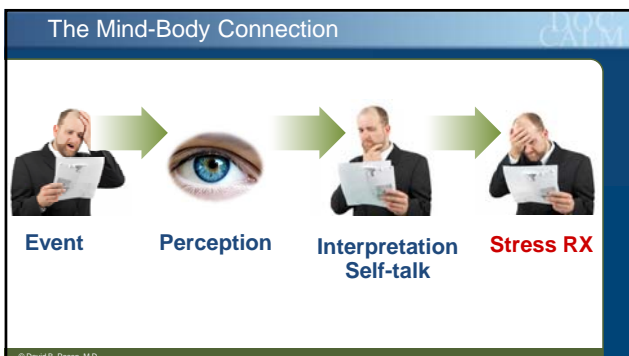 The Mind-Body Connection
DOC
CALM
Event
Perception
Interpretation
Self-talk
Stress RX